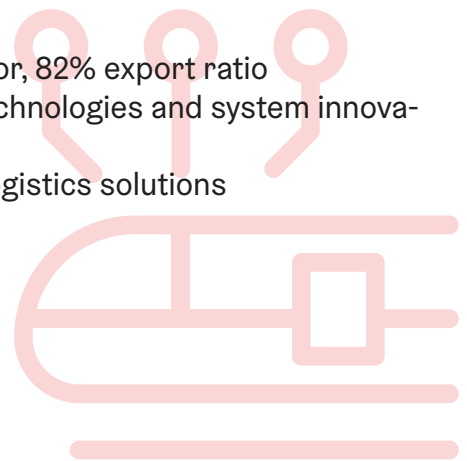 or, 82% export ratio
chnologies and system innova-
gistics solutions